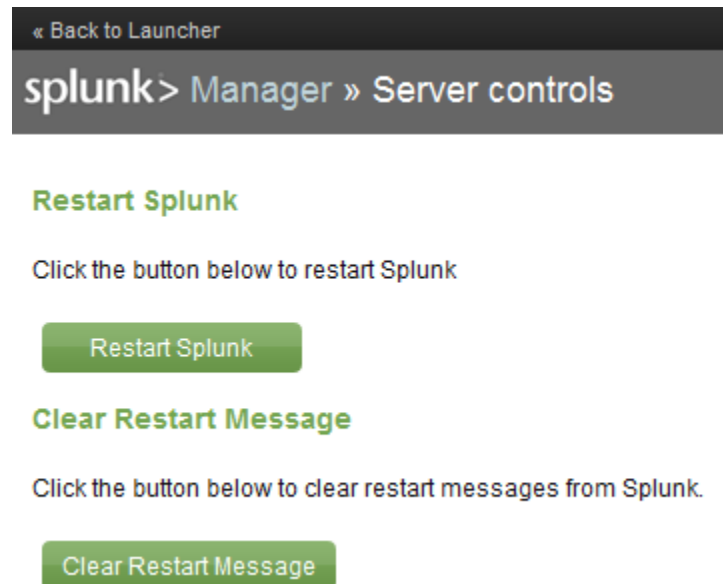 « Back to Launcher
splunk> Manager » Server controls
Restart Splunk
Click the button below to restart Splunk
Restart Splunk
Clear Restart Message
Click the button below to clear restart messages from Splunk.
Clear Restart Message